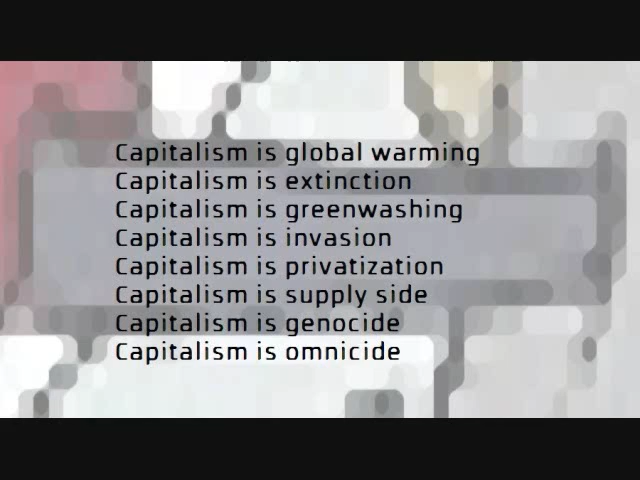 Capitalism is global warming
Capitalism is extinction
Capitalism is greenwashing
Capitalism is invasion
Capitalism is privatization
Capitalism is supply side
Capitalism is genocide
Capitalism is omnicide